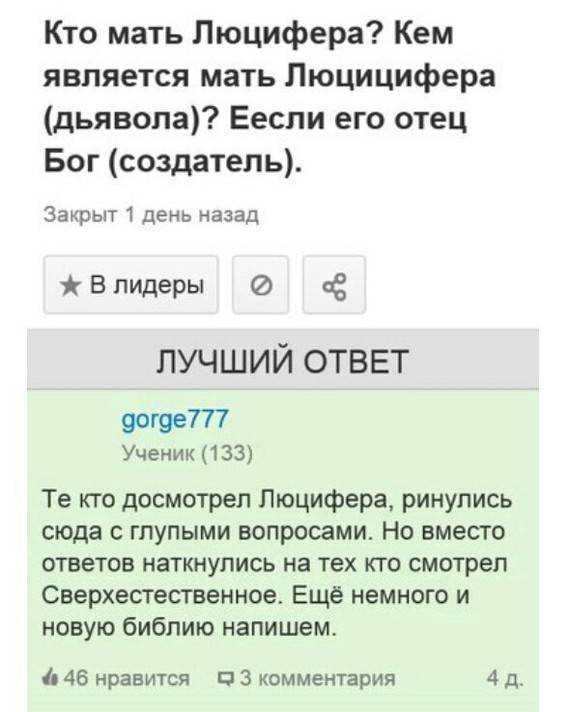 Кто мать Люцифера? Кем
является мать Люцицифера
(дьявола)? Еесли его отец
Бог (создатель).
Закрыт 1 день назад
★ В лидеры
ЛУЧШИЙ ОТВЕТ
gorge777
Ученик (133)
Те кто досмотрел Люцифера, ринулись
сюда с глупыми вопросами. Но вместо
ответов наткнулись на тех кто смотрел
Сверхестественное. Ещё немного и
новую библию напишем.
46 нравится 3 комментария 4 д.